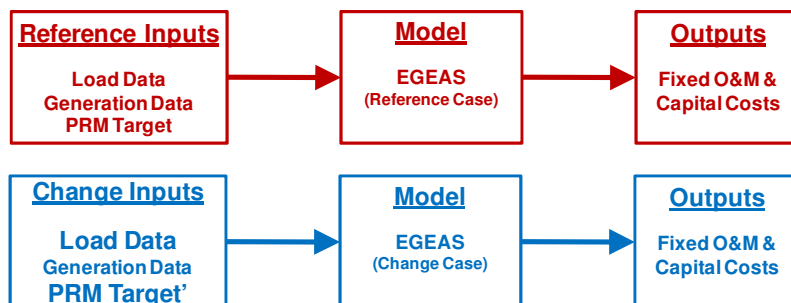 Reference Inputs
Load Data
Generation Data
PRM Target
Model
EGEAS
(Reference Case)
Outputs
Fixed O&M &
Capital Costs
Change Inputs
Load Data
Generation Data
PRM Target'
Model
EGEAS
(Change Case)
Outputs
Fixed O&M &
Capital Costs